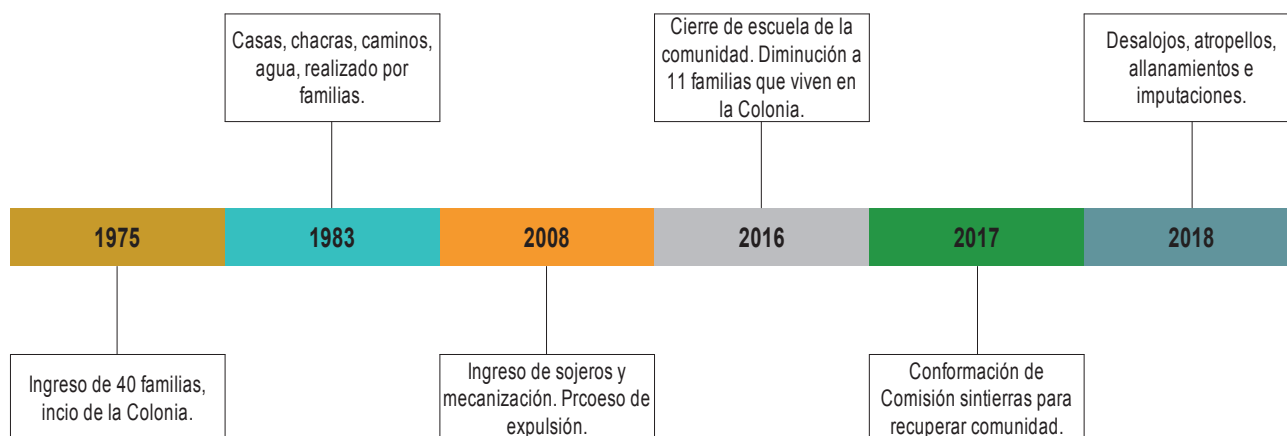 Casas, chacras, caminos,
agua, realizado por
familias.
Cierre de escuela de la
comunidad. Diminución a
11 familias que viven en
la Colonia.
Desalojos, atropellos,
allanamientos e
imputaciones.
1975
1983
2008
2016
2017
2018
Ingreso de 40 familias,
incio de la Colonia.
Ingreso de sojeros y
mecanización. Prcoeso de
expulsión.
Conformación de
Comisión sintierras para
recuperar comunidad.